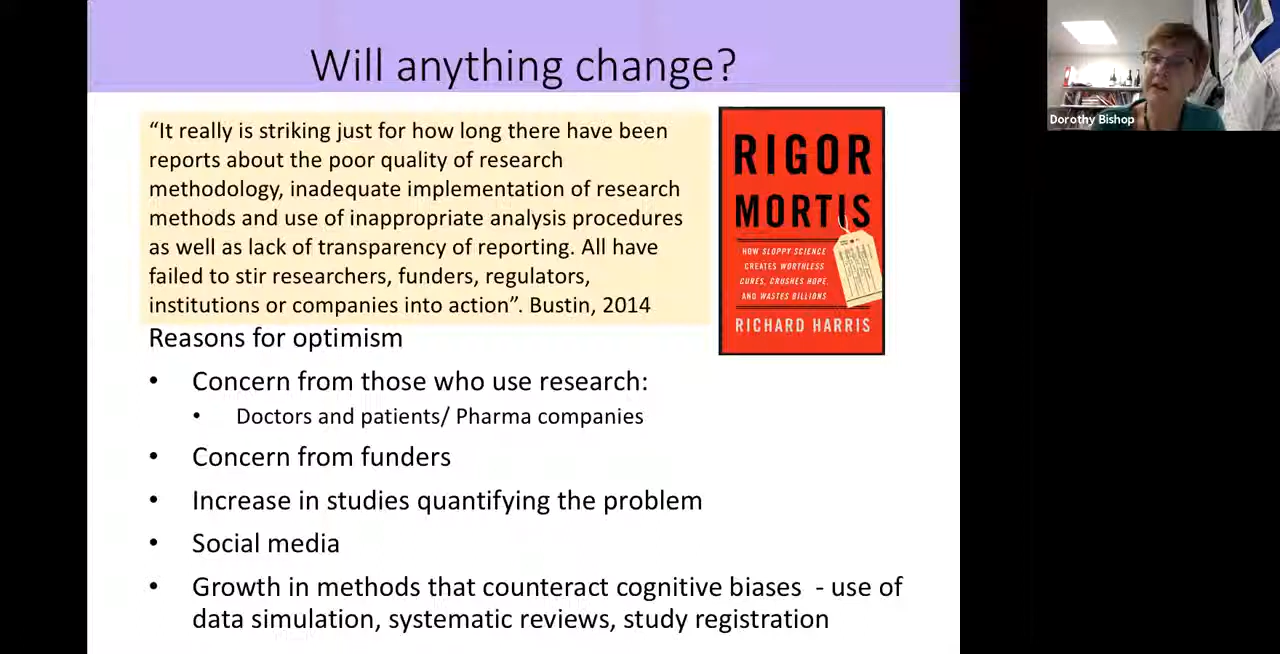 Will anything change?
“It really is striking just for how long there have been
reports about the poor quality of research
methodology, inadequate implementation of research
methods and use of inappropriate analysis procedures
as well as lack of transparency of reporting. All have
failed to stir researchers, funders, regulators,
institutions or companies into action”. Bustin, 2014
RIGOR
MORTIS
HOW SLOPPY SCIENCE
CREATES WORTHLESS
CURES, CRUSHES HOPE,
AND WASTES BILLIONS
RICHARD HARRIS
Reasons for optimism
• Concern from those who use research:
• Doctors and patients/ Pharma companies
• Concern from funders
• Increase in studies quantifying the problem
• Social media
• Growth in methods that counteract cognitive biases - use of
data simulation, systematic reviews, study registration
Dorothy Bishop